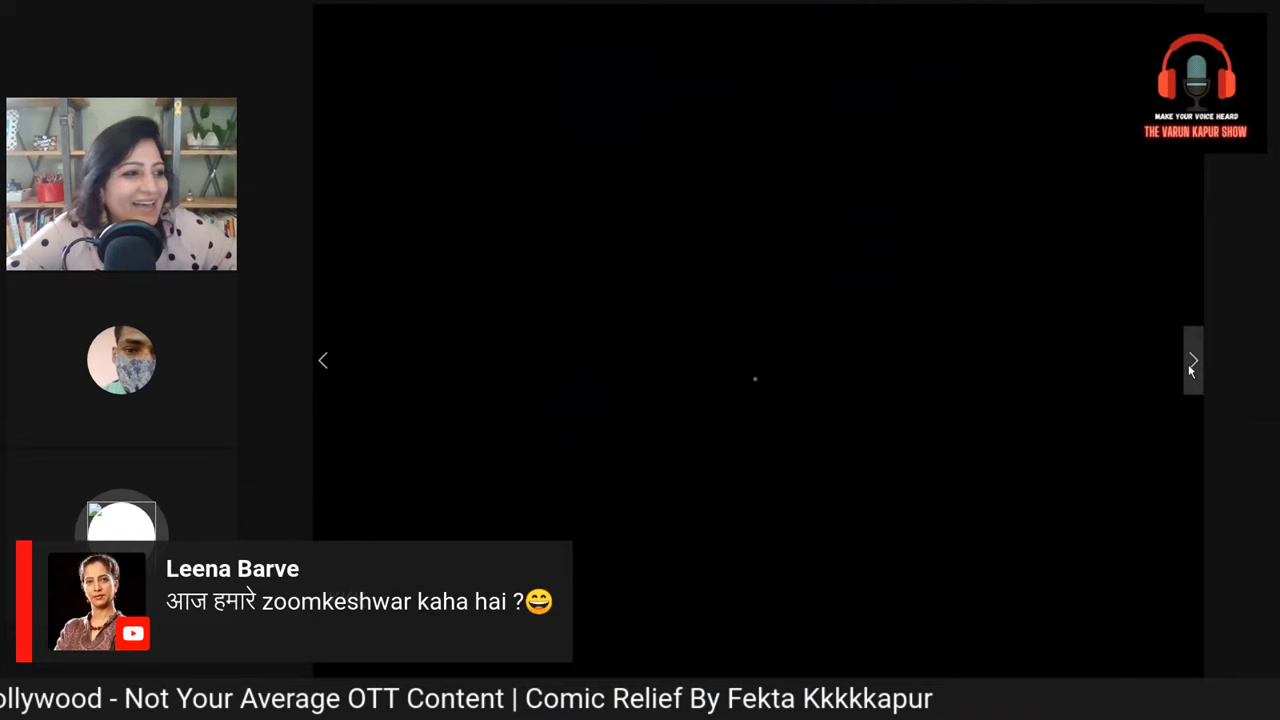 MAKE YOUR VOICE HEARD
THE VARUN KAPUR SHOW
Leena Barve
आज हमारे zoomkeshwar kaha hai ?😄
ollywood - Not Your Average OTT Content | Comic Relief By Fekta Kkkkkapur